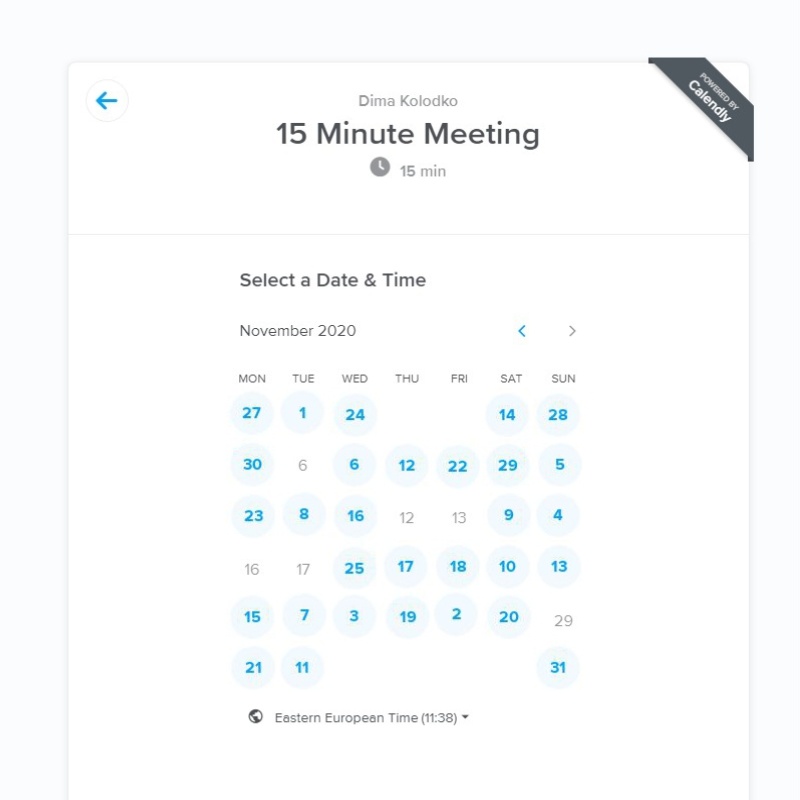 POWERED BY
Calendly
Dima Kolodko
15 Minute Meeting
15 min
Select a Date & Time
November 2020
MON TUE WED THU FRI SAT SUN
27 1 24 14 28
30 6 6 12 22 29 5
23 8 16 12 13 9 4
16 17 25 17 18 10 13
15 7 3 19 2 20 29
21 11 31
Eastern European Time (11:38)